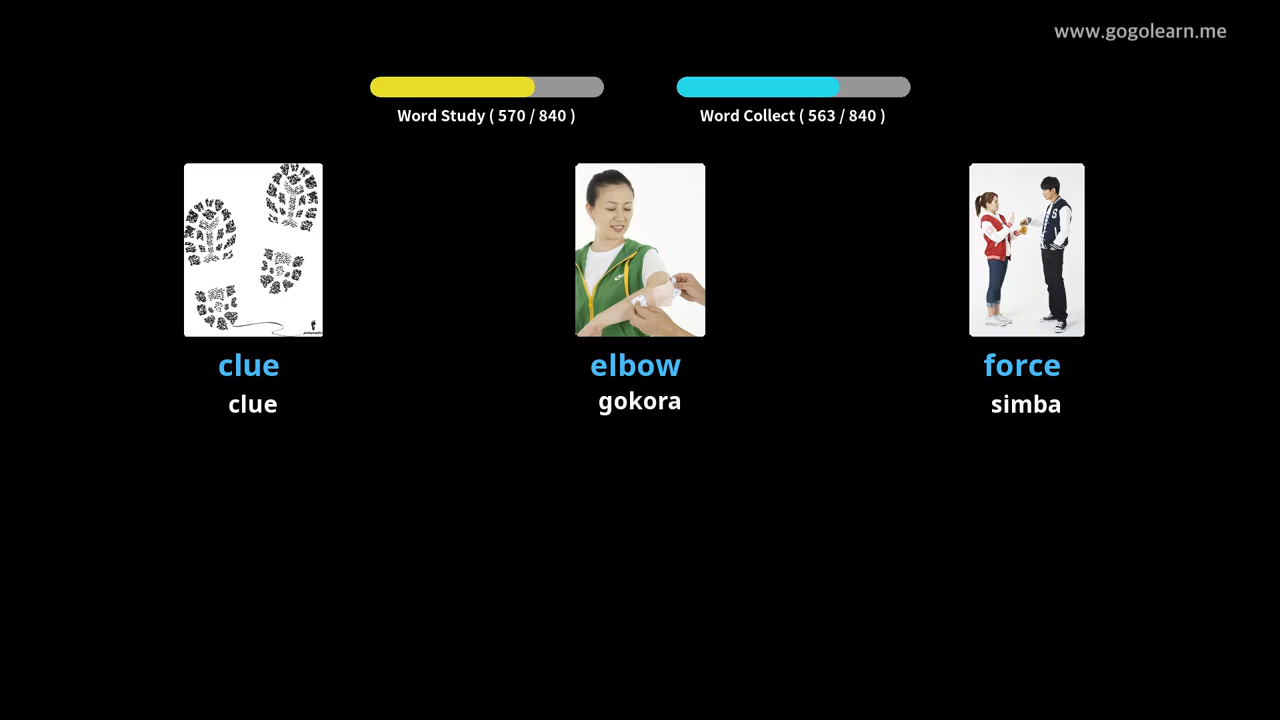 www.gogolearn.me
Word Study ( 570 / 840 )
Word Collect ( 563 / 840 )
clue
elbow
force
clue
gokora
simba